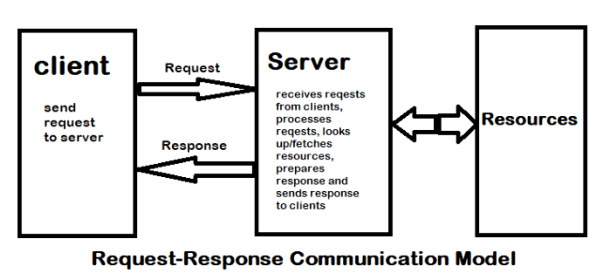 client
send
request
to server
Request
Response
Server
receives reqests
from clients,
processes
reqests, looks
up/fetches
resources,
prepares
response and
sends response
to clients
Resources
Request-Response Communication Model